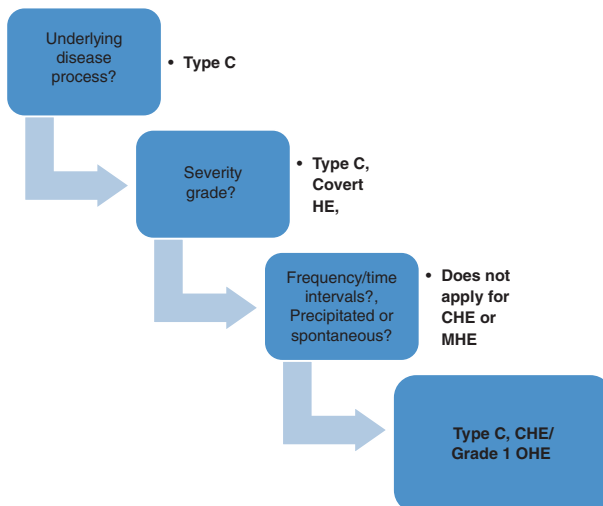 Underlying
disease
process?
• Type C
Severity
grade?
• Type C,
Covert
HE,
Frequency/time
intervals?,
Precipitated or
spontaneous?
• Does not
apply for
CHE or
MHE
Type C, CHE/
Grade 1 OHE